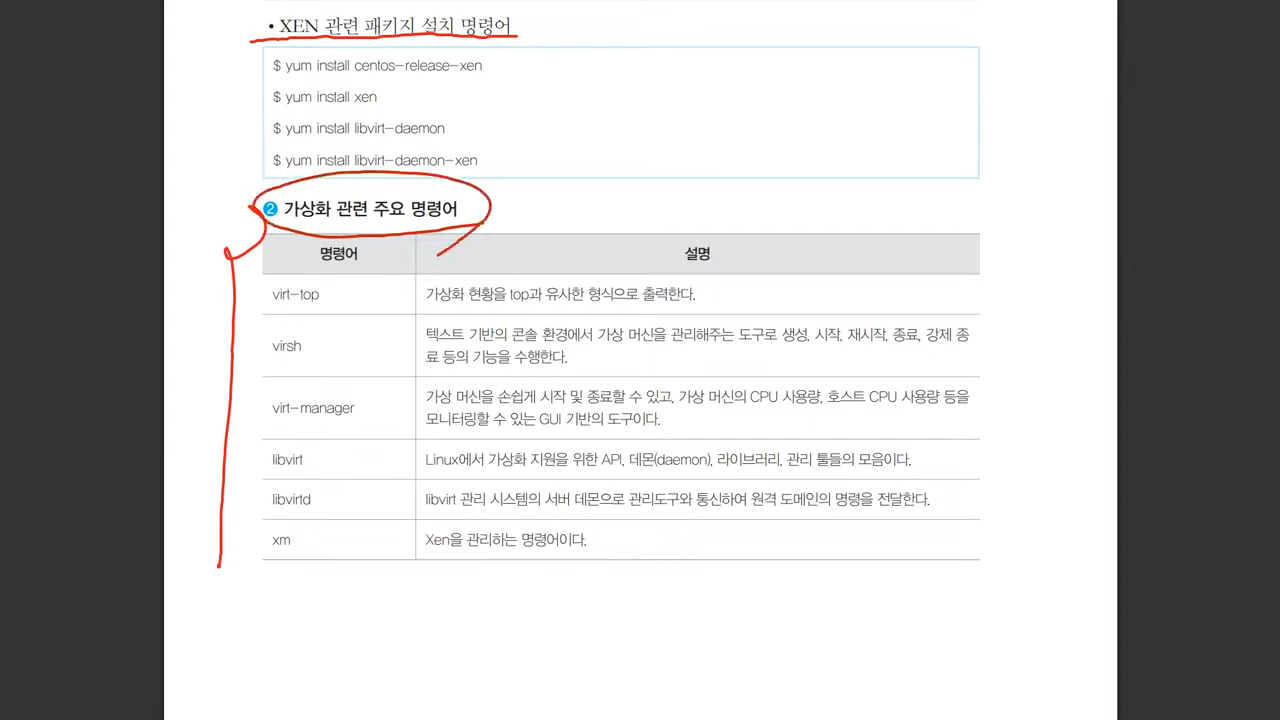 • XEN 관련 패키지 설치 명령어
$ yum install centos-release-xen
$ yum install xen
$ yum install libvirt-daemon
$ yum install libvirt-daemon-xen
2 가상화 관련 주요 명령어
명령어 설명
virt-top 가상화 현황을 top과 유사한 형식으로 출력한다.
virsh 텍스트 기반의 콘솔 환경에서 가상 머신을 관리해주는 도구로 생성, 시작, 재시작, 종료, 강제 종
료 등의 기능을 수행한다.
virt-manager 가상 머신을 손쉽게 시작 및 종료할 수 있고, 가상 머신의 CPU 사용량, 호스트 CPU 사용량 등을
모니터링할 수 있는 GUI 기반의 도구이다.
libvirt Linux에서 가상화 지원을 위한 API, 데몬(daemon), 라이브러리, 관리 툴들의 모음이다.
libvirtd libvirt 관리 시스템의 서버 데몬으로 관리도구와 통신하여 원격 도메인의 명령을 전달한다.
xm Xen을 관리하는 명령어이다.